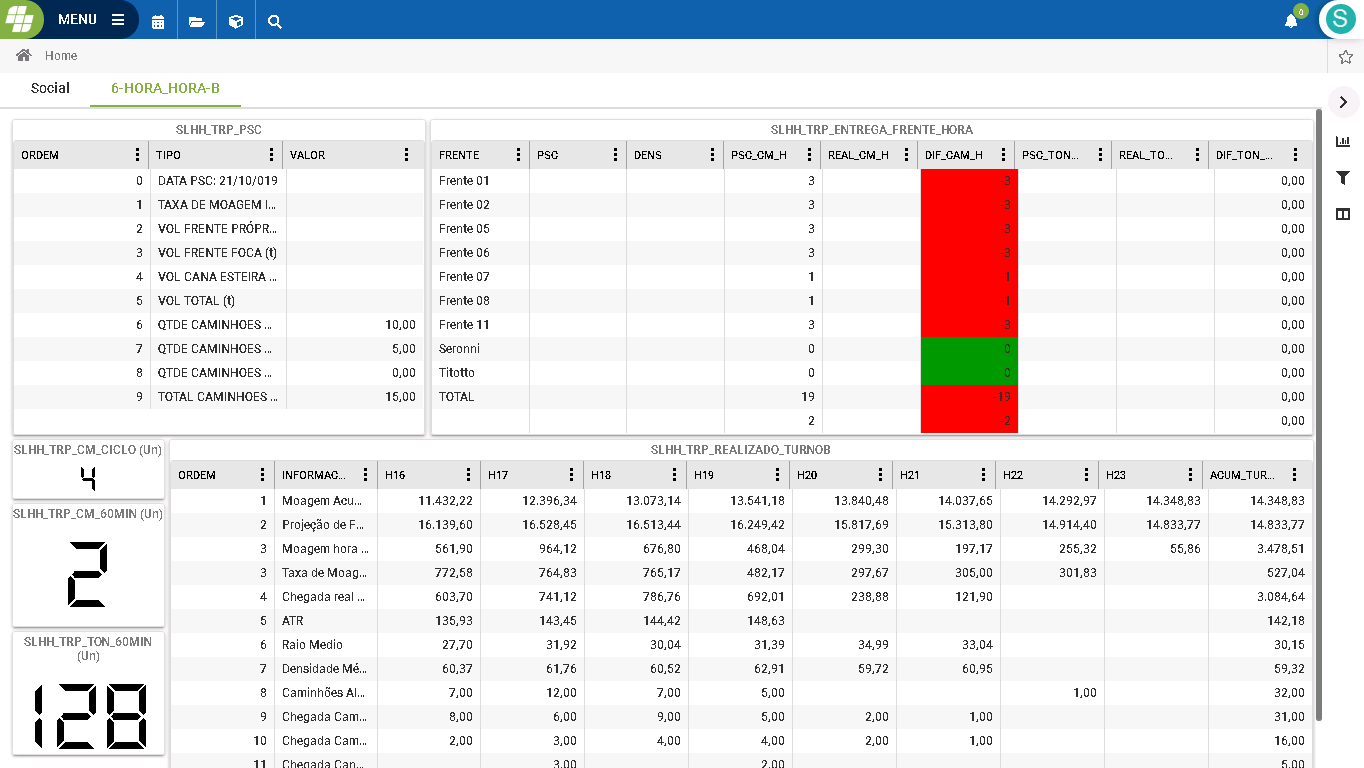 MENU
0
S
Home
Social 6-HORA_HORA-B
SLHH_TRP_PSC
ORDEM TIPO VALOR
0 DATA PSC: 21/10/019
1 TAXA DE MOAGEM I...
2 VOL FRENTE PRÓPR...
3 VOL FRENTE FOCA (t)
4 VOL CANA ESTEIRA ...
5 VOL TOTAL (t)
6 QTDE CAMINHOES ... 10,00
7 QTDE CAMINHOES ... 5,00
8 QTDE CAMINHOES ... 0,00
9 TOTAL CAMINHOES ... 15,00
SLHH_TRP_ENTREGA_FRENTE_HORA
FRENTE PSC DENS PSC_CM_H REAL_CM_H DIF_CAM_H PSC_TON... REAL_TO... DIF_TON_...
Frente 01 3 -3 0,00
Frente 02 3 -3 0,00
Frente 05 3 -3 0,00
Frente 06 3 -3 0,00
Frente 07 1 -1 0,00
Frente 08 1 -1 0,00
Frente 11 3 -3 0,00
Seronni 0 0 0,00
Titotto 0 0 0,00
TOTAL 19 -19 0,00
2 -2 0,00
SLHH_TRP_CM_CICLO (Un)
4
SLHH_TRP_CM_60MIN (Un)
2
SLHH_TRP_TON_60MIN
(Un)
128
SLHH_TRP_REALIZADO_TURNOB
ORDEM INFORMAC... H16 H17 H18 H19 H20 H21 H22 H23 ACUM_TUR...
1 Moagem Acu... 11.432,22 12.396,34 13.073,14 13.541,18 13.840,48 14.037,65 14.292,97 14.348,83 14.348,83
2 Projeção de F... 16.139,60 16.528,45 16.513,44 16.249,42 15.817,69 15.313,80 14.914,40 14.833,77 14.833,77
3 Moagem hora ... 561,90 964,12 676,80 468,04 299,30 197,17 255,32 55,86 3.478,51
3 Taxa de Moag... 772,58 764,83 765,17 482,17 297,67 305,00 301,83 527,04
4 Chegada real ... 603,70 741,12 786,76 692,01 238,88 121,90 3.084,64
5 ATR 135,93 143,45 144,42 148,63 142,18
6 Raio Medio 27,70 31,92 30,04 31,39 34,99 33,04 30,15
7 Densidade Mé... 60,37 61,76 60,52 62,91 59,72 60,95 59,32
8 Caminhões Al... 7,00 12,00 7,00 5,00 1,00 32,00
9 Chegada Cam... 8,00 6,00 9,00 5,00 2,00 1,00 31,00
10 Chegada Cam... 2,00 3,00 4,00 4,00 2,00 1,00 16,00
11 Chegada Can... 3,00 2,00 5,00